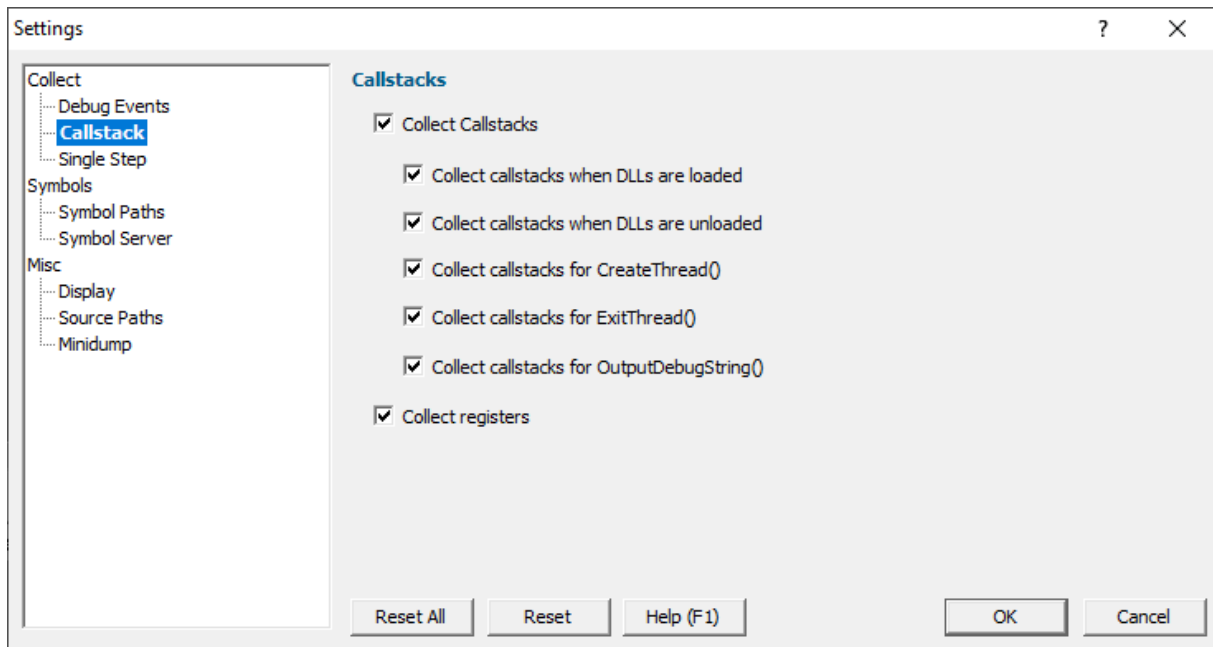 Settings
?
Collect
Debug Events
Callstack
Single Step
Symbols
Symbol Paths
Symbol Server
Misc
Display
Source Paths
Minidump
Callstacks
Collect Callstacks
Collect callstacks when DLLs are loaded
Collect callstacks when DLLs are unloaded
Collect callstacks for CreateThread()
Collect callstacks for ExitThread()
Collect callstacks for OutputDebugString()
Collect registers
Reset All
Reset
Help (F1)
OK
Cancel